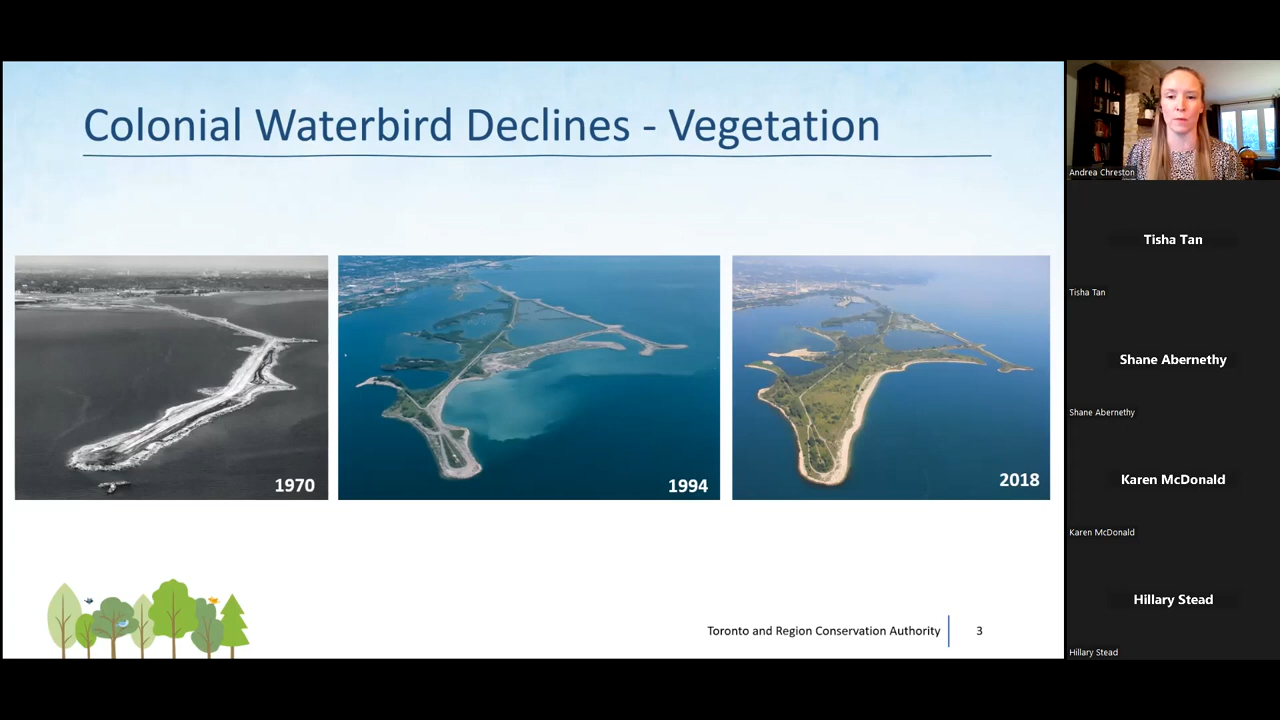 Colonial Waterbird Declines - Vegetation
1970
1994
2018
Toronto and Region Conservation Authority
3
Andrea Chreston
Tisha Tan
Tisha Tan
Shane Abernethy
Shane Abernethy
Karen McDonald
Karen McDonald
Hillary Stead
Hillary Stead